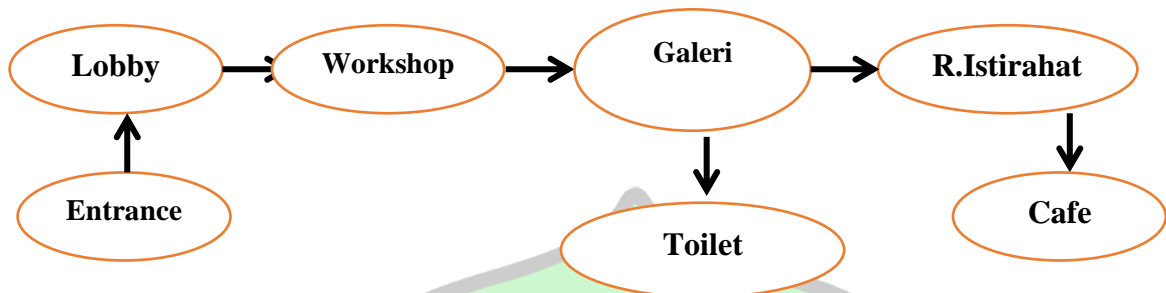 Lobby
Workshop
Galeri
R.Istirahat
Entrance
Toilet
Cafe